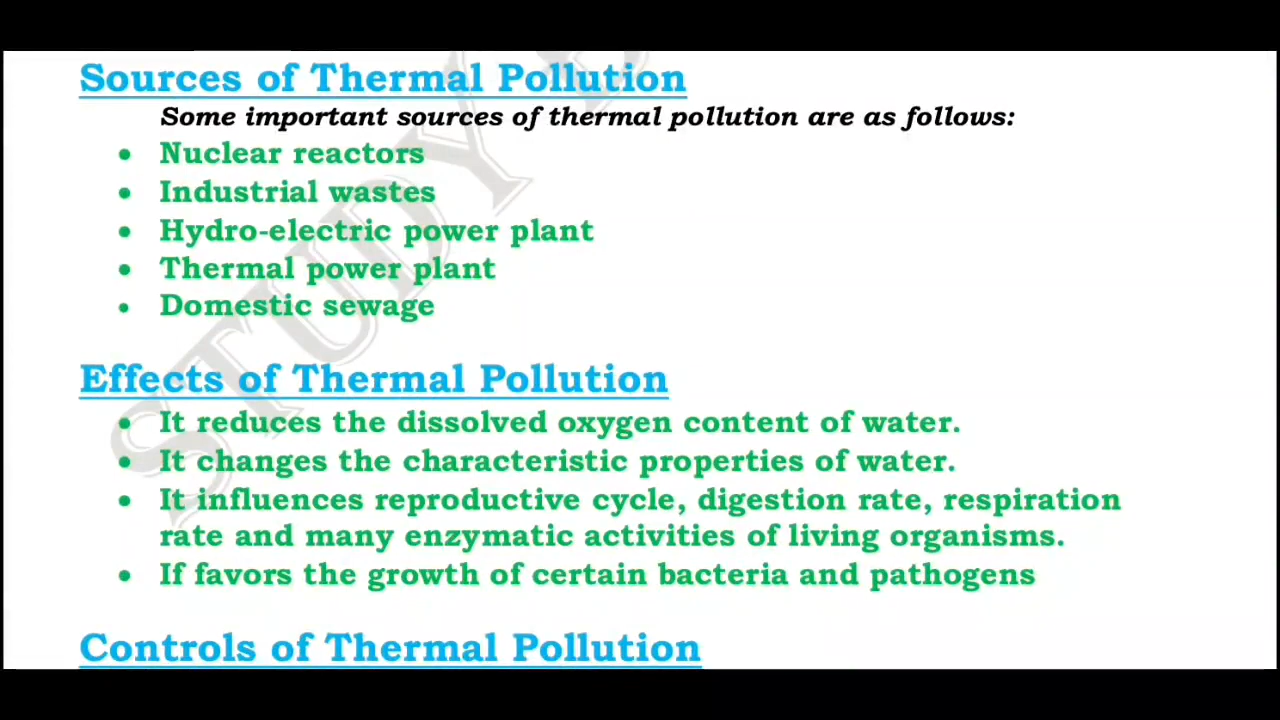 Sources of Thermal Pollution
Some important sources of thermal pollution are as follows:
• Nuclear reactors
• Industrial wastes
• Hydro-electric power plant
• Thermal power plant
• Domestic sewage
Effects of Thermal Pollution
• It reduces the dissolved oxygen content of water.
• It changes the characteristic properties of water.
• It influences reproductive cycle, digestion rate, respiration
rate and many enzymatic activities of living organisms.
• If favors the growth of certain bacteria and pathogens
Controls of Thermal Pollution
STUDY